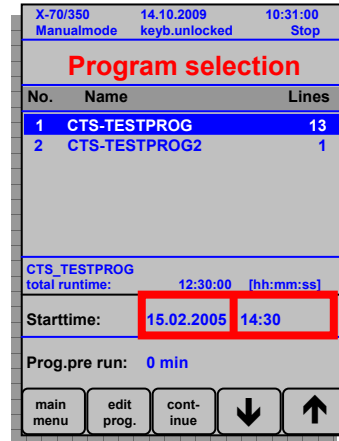 X-70/350 14.10.2009 10:31:00
Manualmode keyb.unlocked Stop
Program selection
No. Name Lines
1 CTS-TESTPROG 13
2 CTS-TESTPROG2 1
CTS_TESTPROG
total runtime: 12:30:00 [hh:mm:ss]
Starttime: 15.02.2005 14:30
Prog.pre run: 0 min
main edit cont-
menu prog. inue